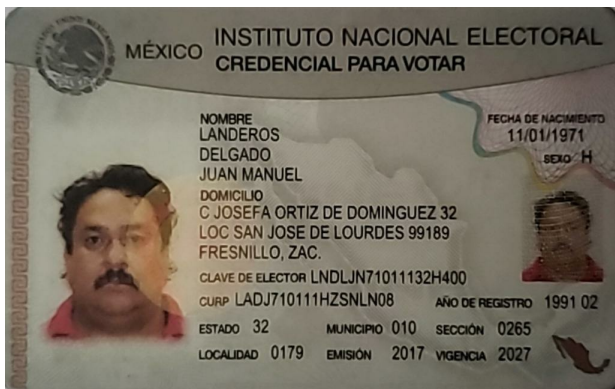 MÉXICO INSTITUTO NACIONAL ELECTORAL
CREDENCIAL PARA VOTAR
NOMBRE
LANDEROS
DELGADO
JUAN MANUEL
FECHA DE NACIMIENTO
11/01/1971
SEXO H
DOMICILIO
C JOSEFA ORTIZ DE DOMINGUEZ 32
LOC SAN JOSE DE LOURDES 99189
FRESNILLO, ZAC.
CLAVE DE ELECTOR LNDLJN71011132H400
CURP LADJ710111HZSNLN08 AÑO DE REGISTRO 1991 02
ESTADO 32 MUNICIPIO 010 SECCIÓN 0265
LOCALIDAD 0179 EMISIÓN 2017 VIGENCIA 2027